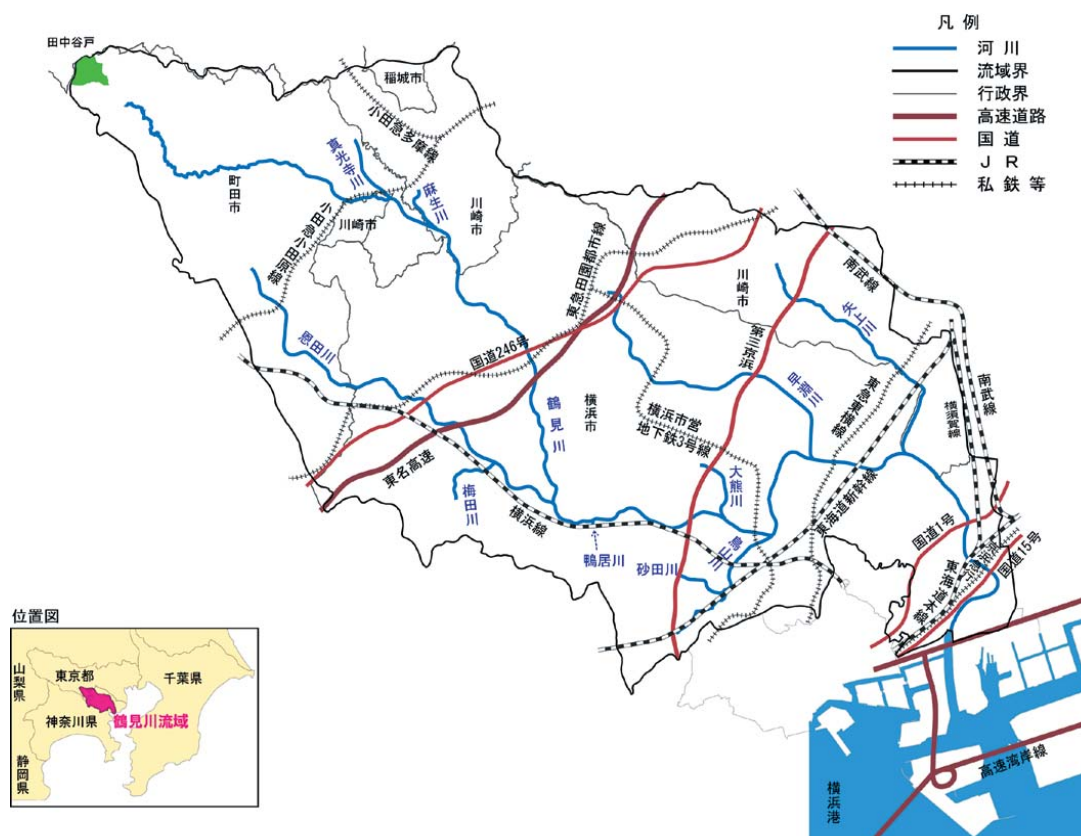 凡例
河川
流域界
行政界
高速道路
国道
JR
私鉄等
田中谷戸
稲城市
小田急多摩線
真光寺川
麻生川
町田市
川崎市
川崎市
小田急小田原線
東急田園都市線
川崎市
南武線
矢上川
恩田川
国道246号
第三京浜
早淵川
東急東横線
南武線
横須賀線
鶴見川
横浜市
横浜市営
地下鉄3号線
東名高速
梅田川
横浜線
大熊川
東海道新幹線
鳥山川
鴨居川
砂田川
国道1号
京浜急行
国道15号
東海道本線
高速湾岸線
横浜港
位置図
山梨県
東京都
千葉県
神奈川県
鶴見川流域
静岡県